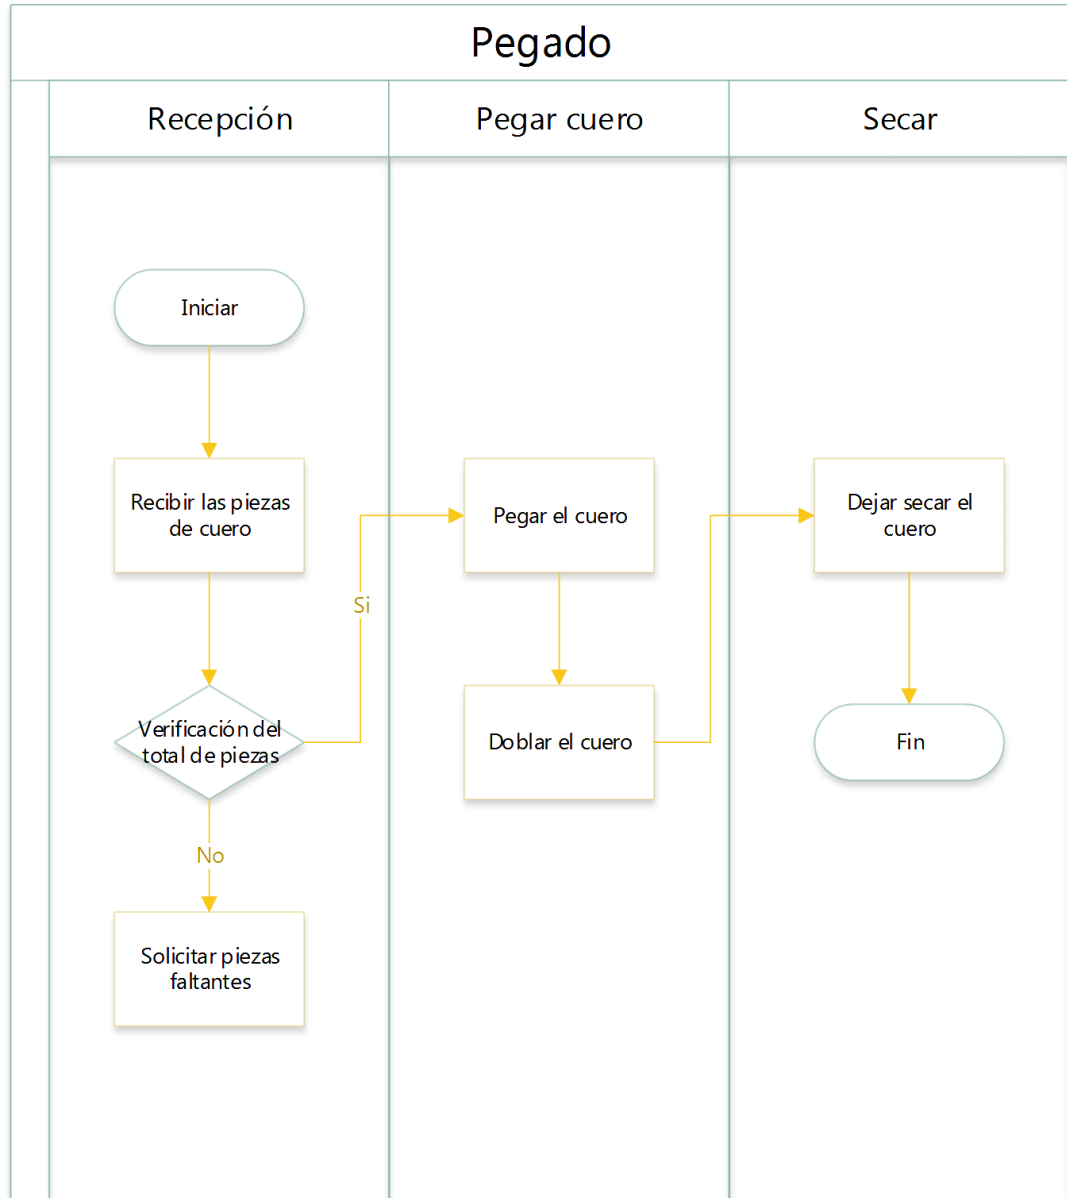 Pegado
Recepción
Pegar cuero
Secar
Iniciar
Recibir las piezas
de cuero
Pegar el cuero
Dejar secar el
cuero
Si
Verificación del
total de piezas
Doblar el cuero
Fin
No
Solicitar piezas
faltantes